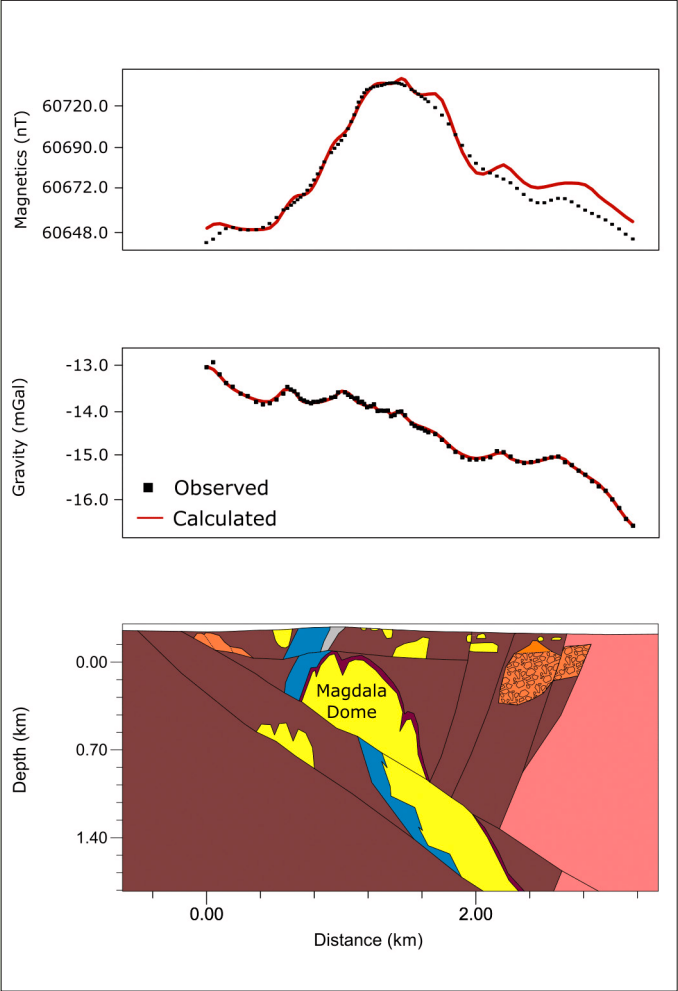 Magnetics (nT)
60720.0
60690.0
60672.0
60648.0
Gravity (mGal)
-13.0
-14.0
-15.0
-16.0
Observed
Calculated
Depth (km)
0.00
0.70
1.40
Magdala
Dome
0.00
2.00
Distance (km)